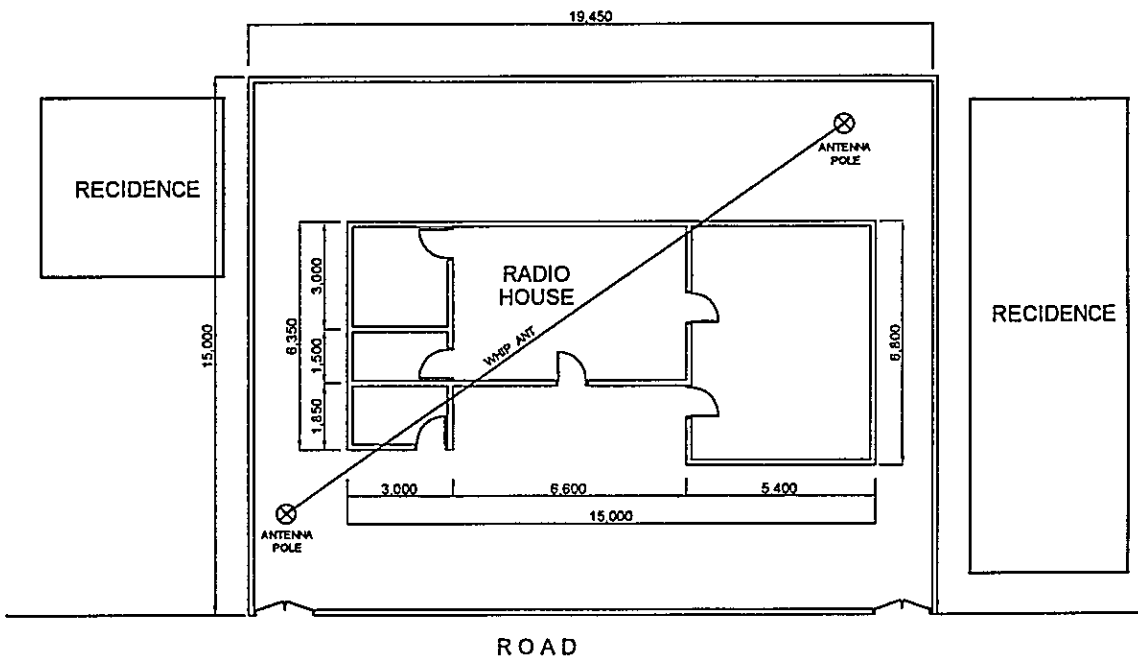 19,450
ANTENNA
POLE
RECIDENCE
RADIO
HOUSE
RECIDENCE
WHIP ANT
15,000
6,350
3,000
1,500
1,850
6,800
3,000
6,600
5,400
15,000
ANTENNA
POLE
ROAD